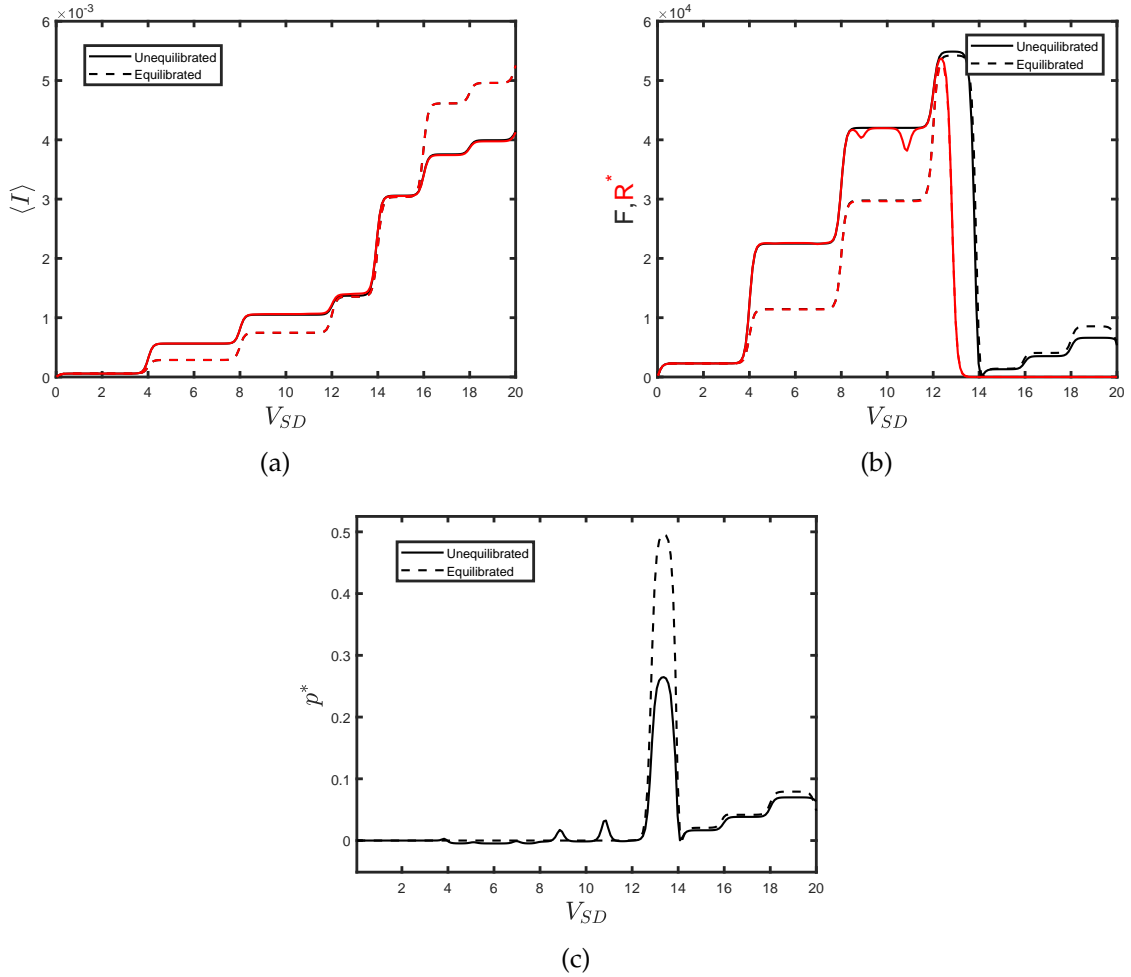 ×10⁻³
6
5
4
3
2
1
0
⟨I⟩
Unequilibrated
Equilibrated
0 2 4 6 8 10 12 14 16 18 20
V_SD
(a)
×10⁴
6
5
4
3
2
1
0
F,R*
Unequilibrated
Equilibrated
0 2 4 6 8 10 12 14 16 18 20
V_SD
(b)
0.5
0.4
0.3
0.2
0.1
0
p*
Unequilibrated
Equilibrated
2 4 6 8 10 12 14 16 18 20
V_SD
(c)